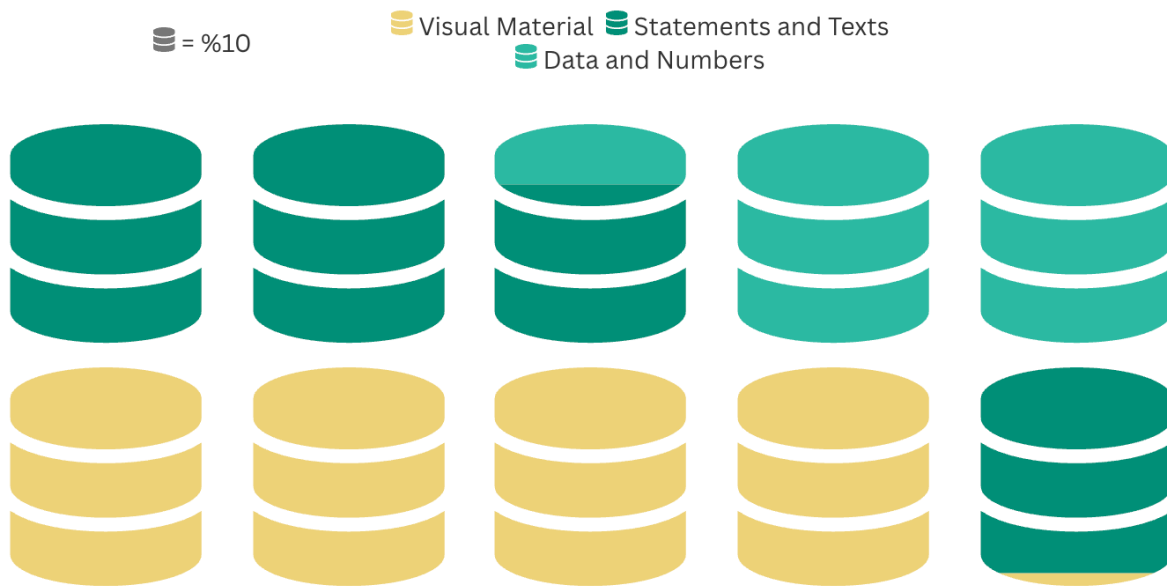 = %10
Visual Material Statements and Texts
Data and Numbers